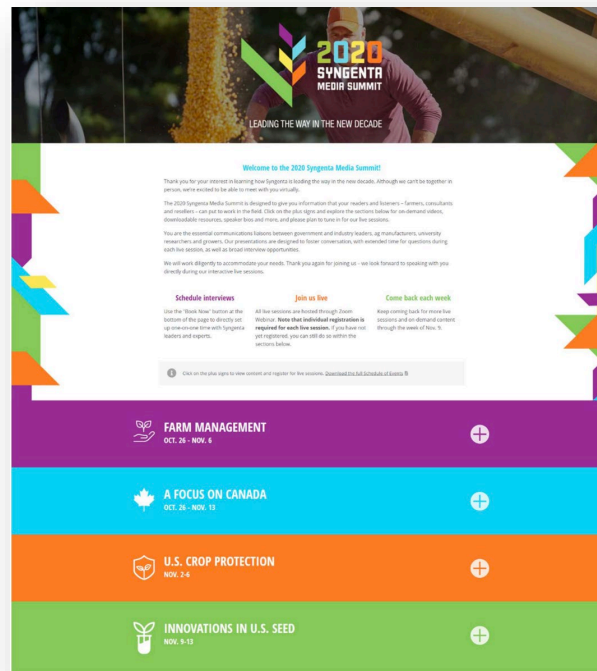 2020
SYNGENTA
MEDIA SUMMIT
LEADING THE WAY IN THE NEW DECADE
Welcome to the 2020 Syngenta Media Summit!
Thank you for your interest in learning how Syngenta is leading the way in the new decade. Although we can't be together in
person, we're excited to be able to meet with you virtually.
The 2020 Syngenta Media Summit is designed to give you information that your readers and listeners – farmers, consultants
and resellers – can put to work in the field. Click on the plus signs and explore the sections below for on-demand videos,
downloadable resources, speaker bios and more, and please plan to tune in for our live sessions.
You are the essential communications liaisons between government and industry leaders, ag manufacturers, university
researchers and growers. Our presentations are designed to foster conversation, with extended time for questions during
each live session, as well as broad interview opportunities.
We will work diligently to accommodate your needs. Thank you again for joining us – we look forward to speaking with you
directly during our interactive live sessions.
Schedule interviews
Use the "Book Now" button at the
bottom of the page to directly set
up one-on-one time with Syngenta
leaders and experts.
Join us live
All live sessions are hosted through Zoom
Webinar. Note that individual registration is
required for each live session. If you have not
yet registered, you can still do so within the
sections below.
Come back each week
Keep coming back for more live
sessions and on-demand content
through the week of Nov. 9.
Click on the plus signs to view content and register for live sessions. Download the full Schedule of Events
FARM MANAGEMENT
OCT. 26 - NOV. 6
A FOCUS ON CANADA
OCT. 26 - NOV. 13
U.S. CROP PROTECTION
NOV. 2-6
INNOVATIONS IN U.S. SEED
NOV. 9-13